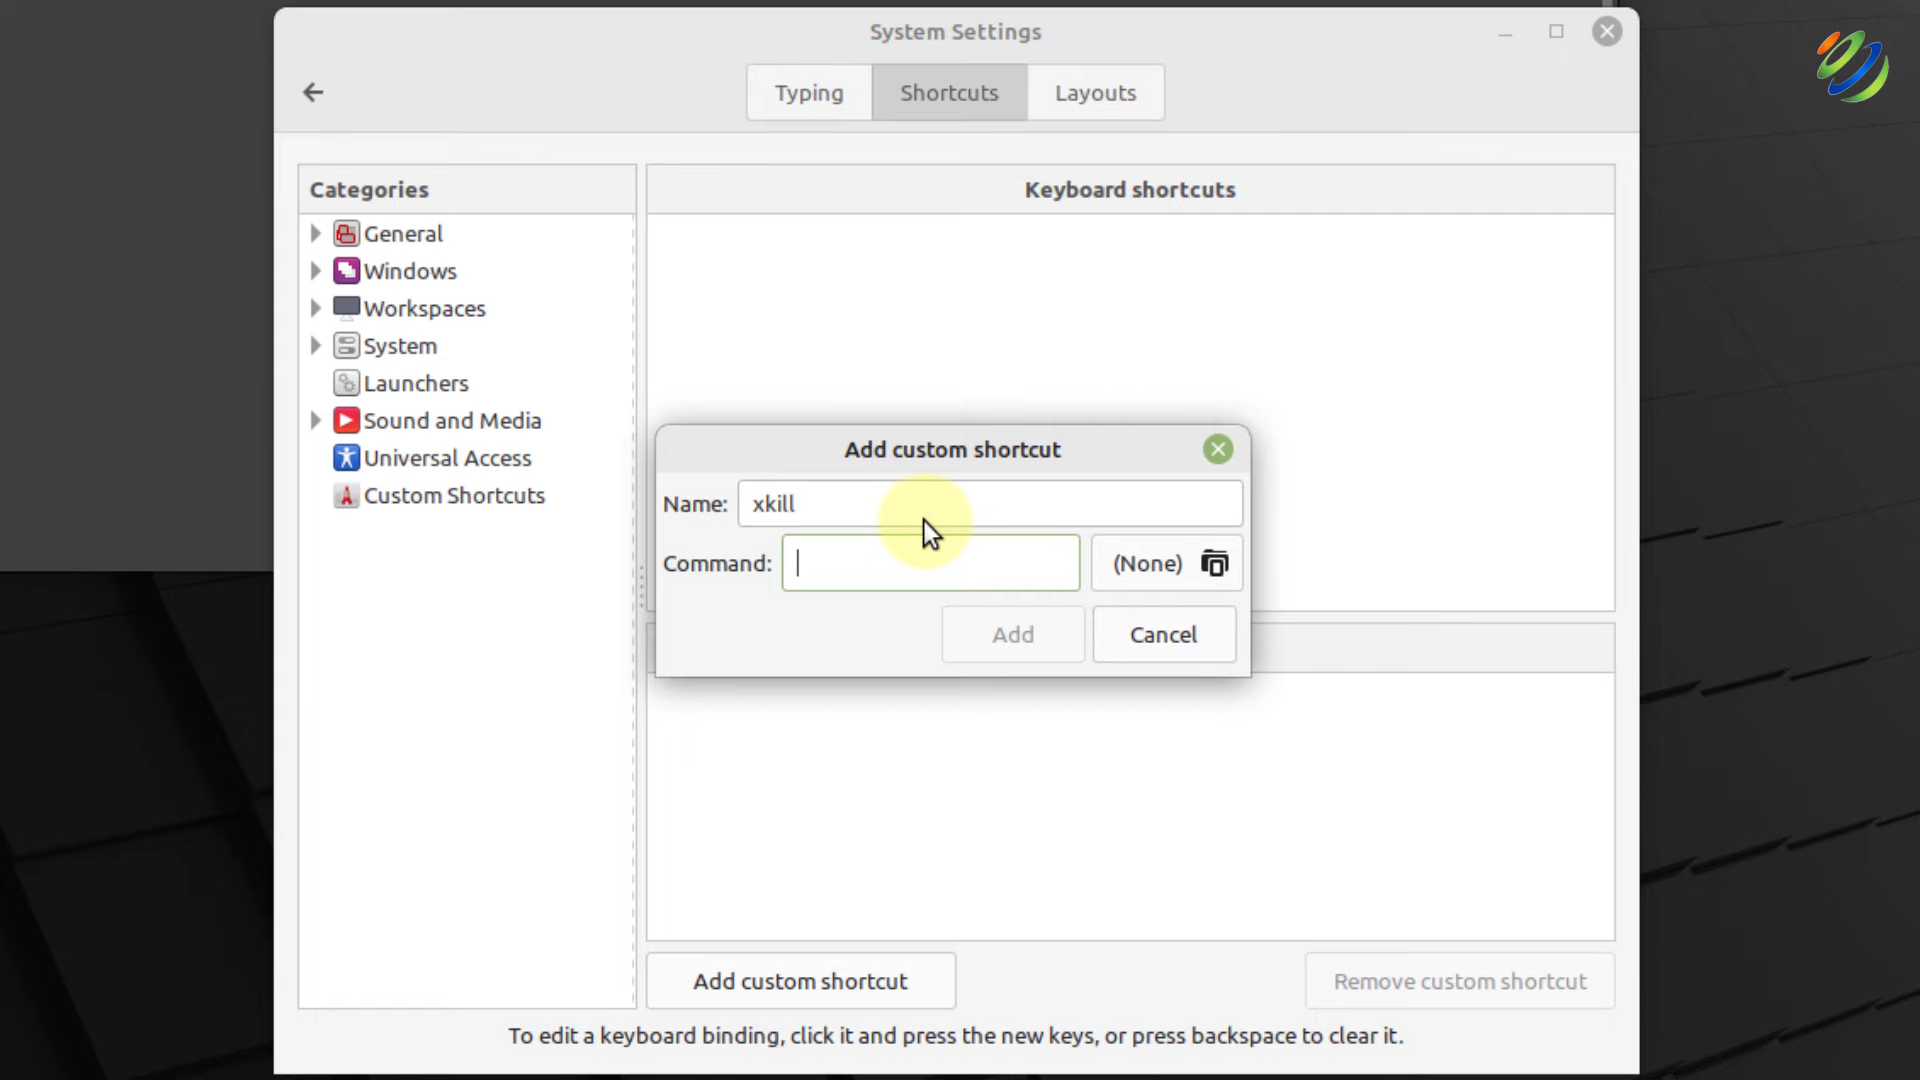 System Settings
Typing
Shortcuts
Layouts
Categories
Keyboard shortcuts
General
Windows
Workspaces
System
Launchers
Sound and Media
Universal Access
Custom Shortcuts
Add custom shortcut
Name: xkill
Command:
(None)
Add
Cancel
Add custom shortcut
Remove custom shortcut
To edit a keyboard binding, click it and press the new keys, or press backspace to clear it.